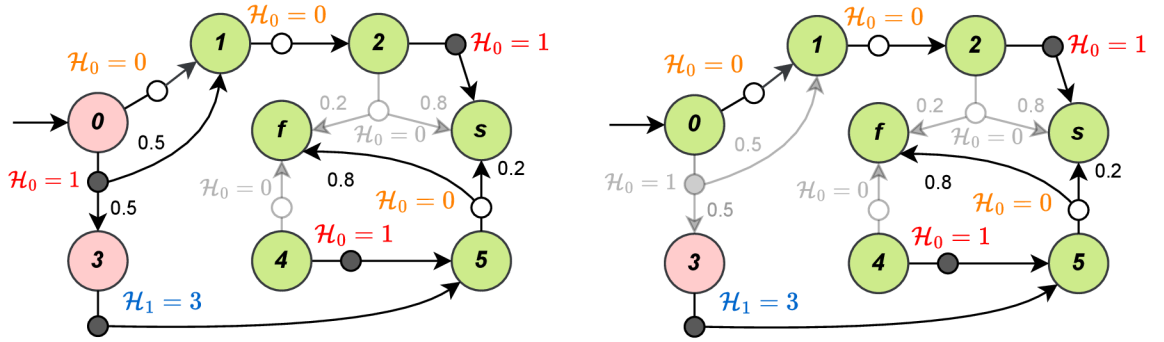 ℋ₀ = 0
1
ℋ₀ = 0
2
ℋ₀ = 1
0
0.5
ℋ₀ = 1
0.5
3
ℋ₁ = 3
f
s
0.2
0.8
ℋ₀ = 0
ℋ₀ = 0
0.8
ℋ₀ = 0
0.2
4
ℋ₀ = 1
5
ℋ₀ = 0
1
ℋ₀ = 0
2
ℋ₀ = 1
0
0.5
ℋ₀ = 1
0.5
3
ℋ₁ = 3
f
s
0.2
0.8
ℋ₀ = 0
ℋ₀ = 0
0.8
ℋ₀ = 0
0.2
4
ℋ₀ = 1
5